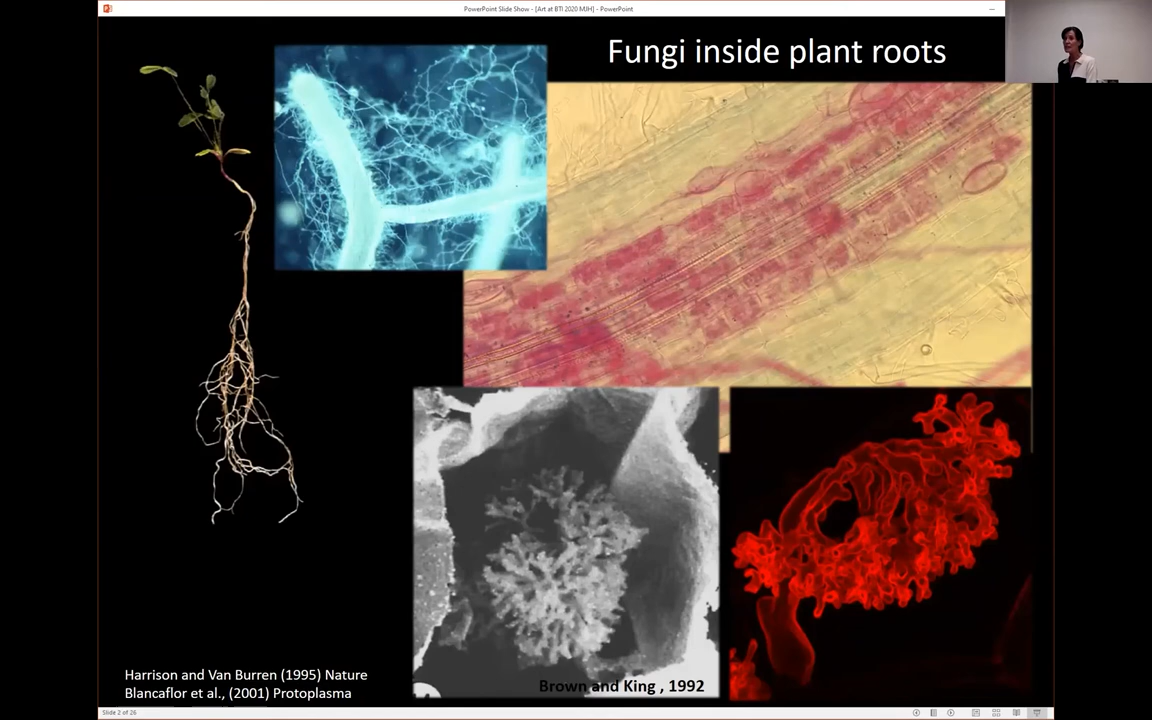 PowerPoint Slide Show - [Art at BTI 2020 MJH] - PowerPoint
Fungi inside plant roots
Harrison and Van Burren (1995) Nature
Blancaflor et al., (2001) Protoplasma
Brown and King , 1992
Slide 2 of 26